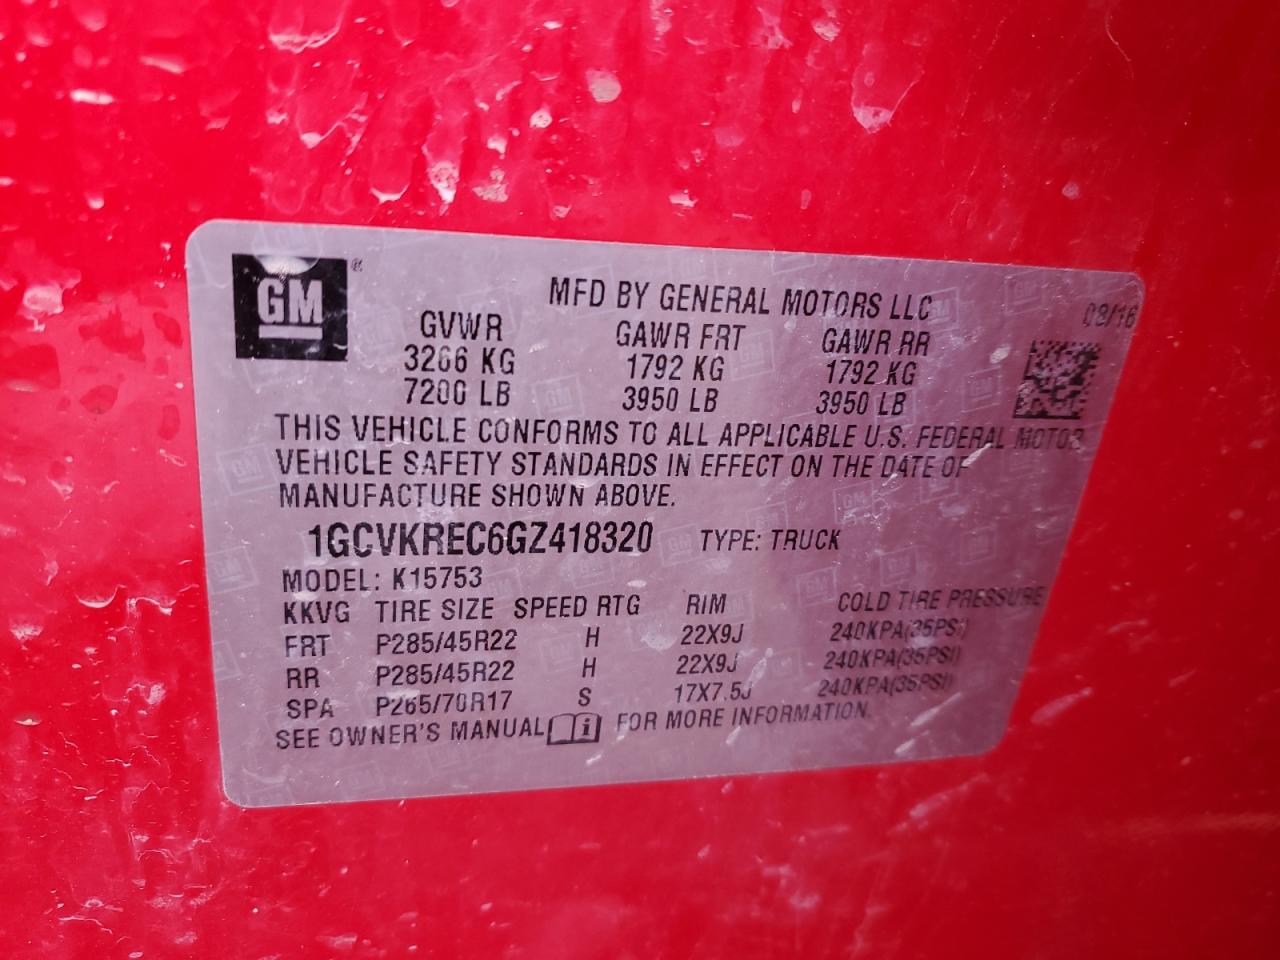 GM ®
MFD BY GENERAL MOTORS LLC 08/16
GVWR GAWR FRT GAWR RR
3266 KG 1792 KG 1792 KG
7200 LB 3950 LB 3950 LB
THIS VEHICLE CONFORMS TO ALL APPLICABLE U.S. FEDERAL MOTOR
VEHICLE SAFETY STANDARDS IN EFFECT ON THE DATE OF
MANUFACTURE SHOWN ABOVE.
1GCVKREC6GZ418320 TYPE: TRUCK
MODEL: K15753
KKVG TIRE SIZE SPEED RTG RIM COLD TIRE PRESSURE
FRT P285/45R22 H 22X9J 240KPA(35PSI)
RR P285/45R22 H 22X9J 240KPA(35PSI)
SPA P265/70R17 S 17X7.5J 240KPA(35PSI)
SEE OWNER'S MANUAL i FOR MORE INFORMATION.